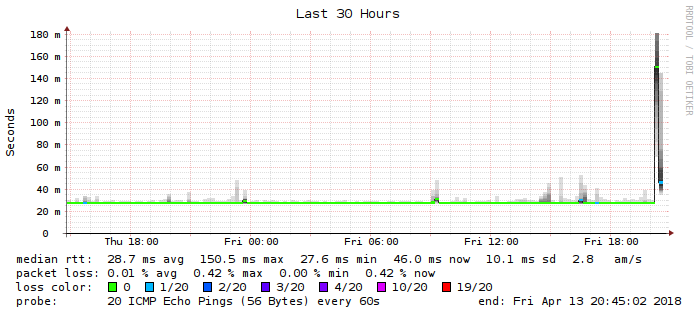 Last 30 Hours
RRDTOOL / TOBI OETIKER
Seconds
180 m
160 m
140 m
120 m
100 m
80 m
60 m
40 m
20 m
0
Thu 18:00 Fri 00:00 Fri 06:00 Fri 12:00 Fri 18:00
median rtt: 28.7 ms avg 150.5 ms max 27.6 ms min 46.0 ms now 10.1 ms sd 2.8 am/s
packet loss: 0.01 % avg 0.42 % max 0.00 % min 0.42 % now
loss color: 0 1/20 2/20 3/20 4/20 10/20 19/20
probe: 20 ICMP Echo Pings (56 Bytes) every 60s end: Fri Apr 13 20:45:02 2018